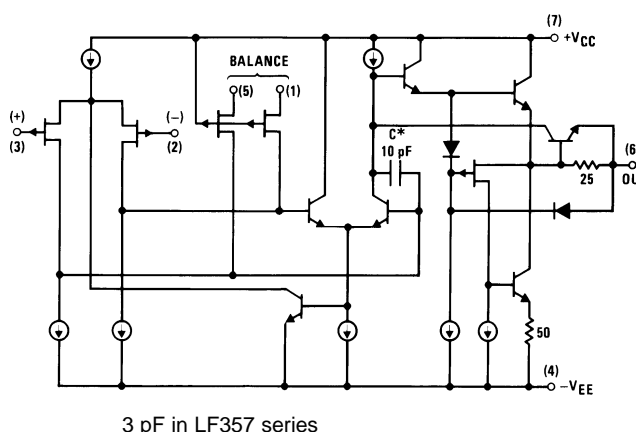 (7)
+VCC
BALANCE
(5)
(1)
(+)
(3)
(−)
(2)
C*
10 pF
(6)
25
OU
50
(4)
−VEE
3 pF in LF357 series